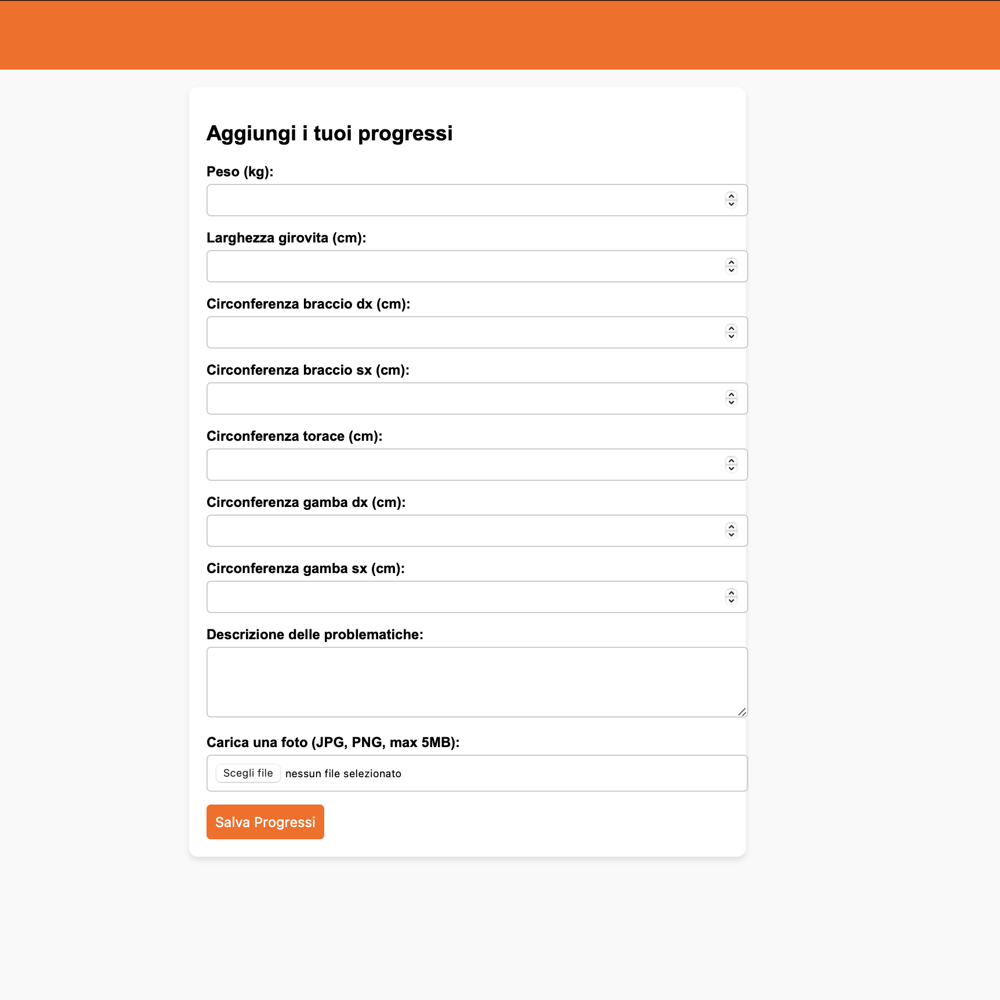 Aggiungi i tuoi progressi
Peso (kg):
Larghezza girovita (cm):
Circonferenza braccio dx (cm):
Circonferenza braccio sx (cm):
Circonferenza torace (cm):
Circonferenza gamba dx (cm):
Circonferenza gamba sx (cm):
Descrizione delle problematiche:
Carica una foto (JPG, PNG, max 5MB):
Scegli file nessun file selezionato
Salva Progressi